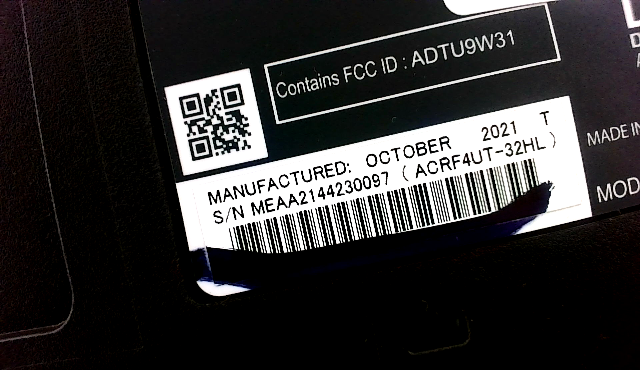 Contains FCC ID : ADTU9W31
MANUFACTURED: OCTOBER 2021 T
S/N MEAA2144230097 ( ACRF4UT-32HL )
MADE IN
MOD